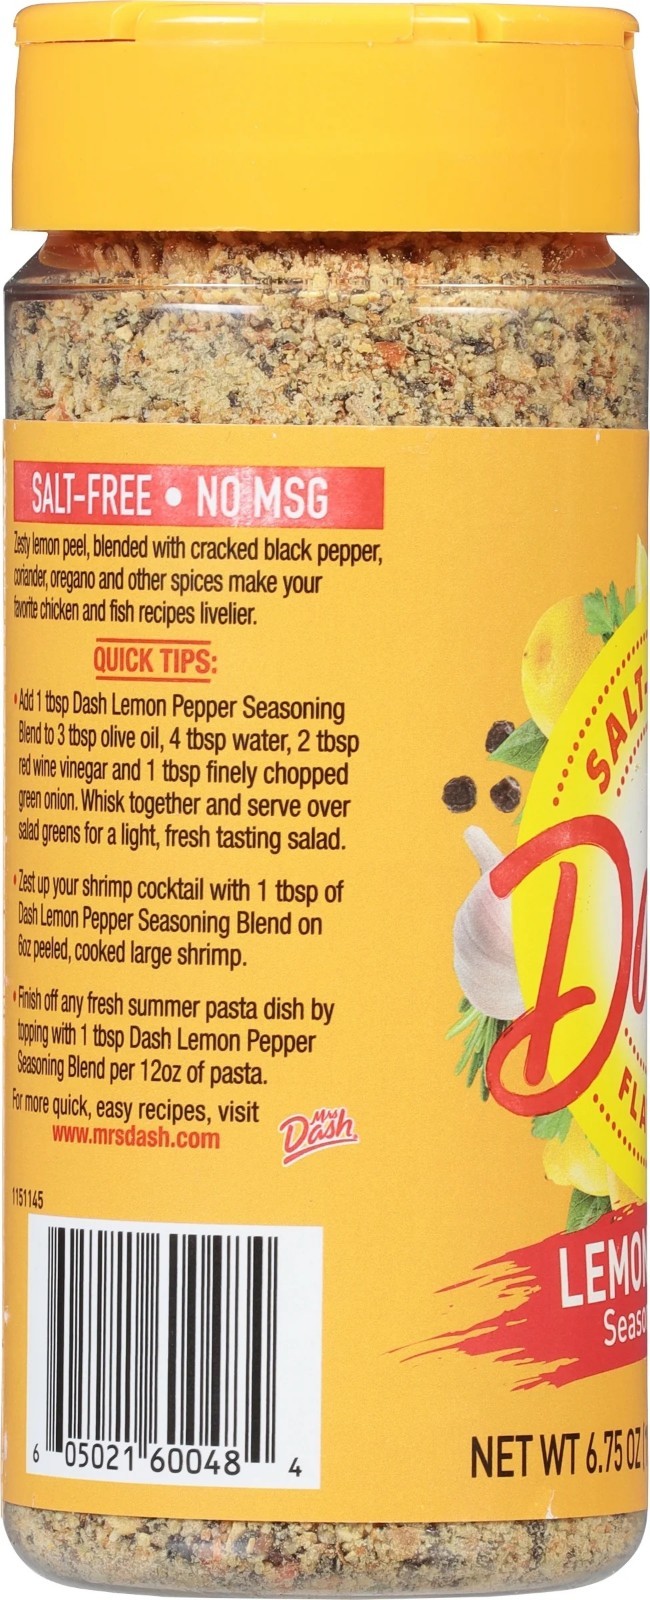 SALT-FREE • NO MSG
Zesty lemon peel, blended with cracked black pepper,
coriander, oregano and other spices make your
favorite chicken and fish recipes livelier.
QUICK TIPS:
• Add 1 tbsp Dash Lemon Pepper Seasoning
Blend to 3 tbsp olive oil, 4 tbsp water, 2 tbsp
red wine vinegar and 1 tbsp finely chopped
green onion. Whisk together and serve over
salad greens for a light, fresh tasting salad.
• Zest up your shrimp cocktail with 1 tbsp of
Dash Lemon Pepper Seasoning Blend on
6oz peeled, cooked large shrimp.
• Finish off any fresh summer pasta dish by
topping with 1 tbsp Dash Lemon Pepper
Seasoning Blend per 12oz of pasta.
For more quick, easy recipes, visit
www.mrsdash.com
Mrs
Dash
1151145
6 05021 60048 4
SALT-
Da
FLA
LEMON
Seaso
NET WT 6.75 OZ (1